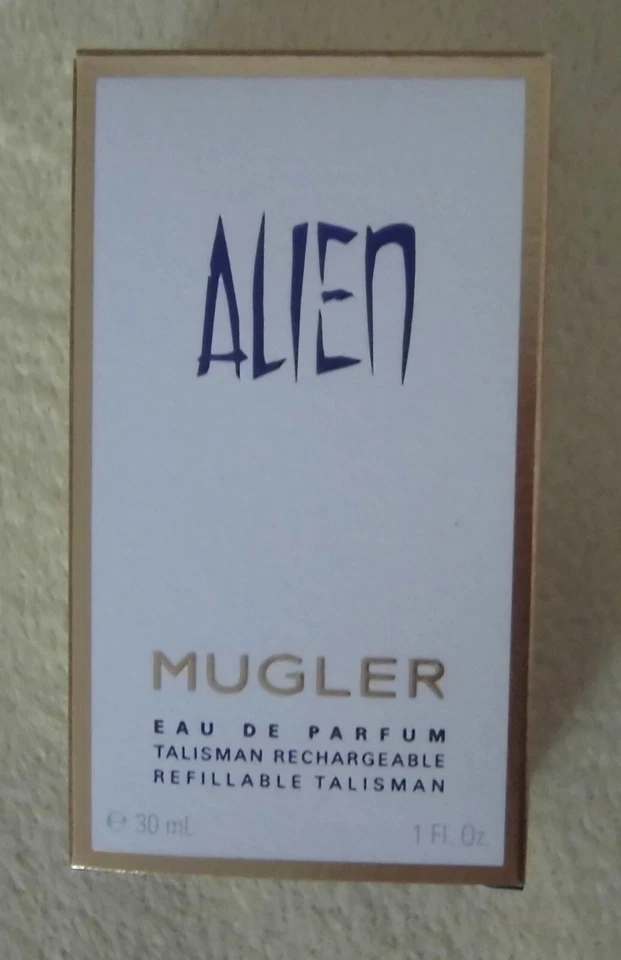 ALIEN
MUGLER
EAU DE PARFUM
TALISMAN RECHARGEABLE
REFILLABLE TALISMAN
℮ 30 mL 1 Fl. Oz.